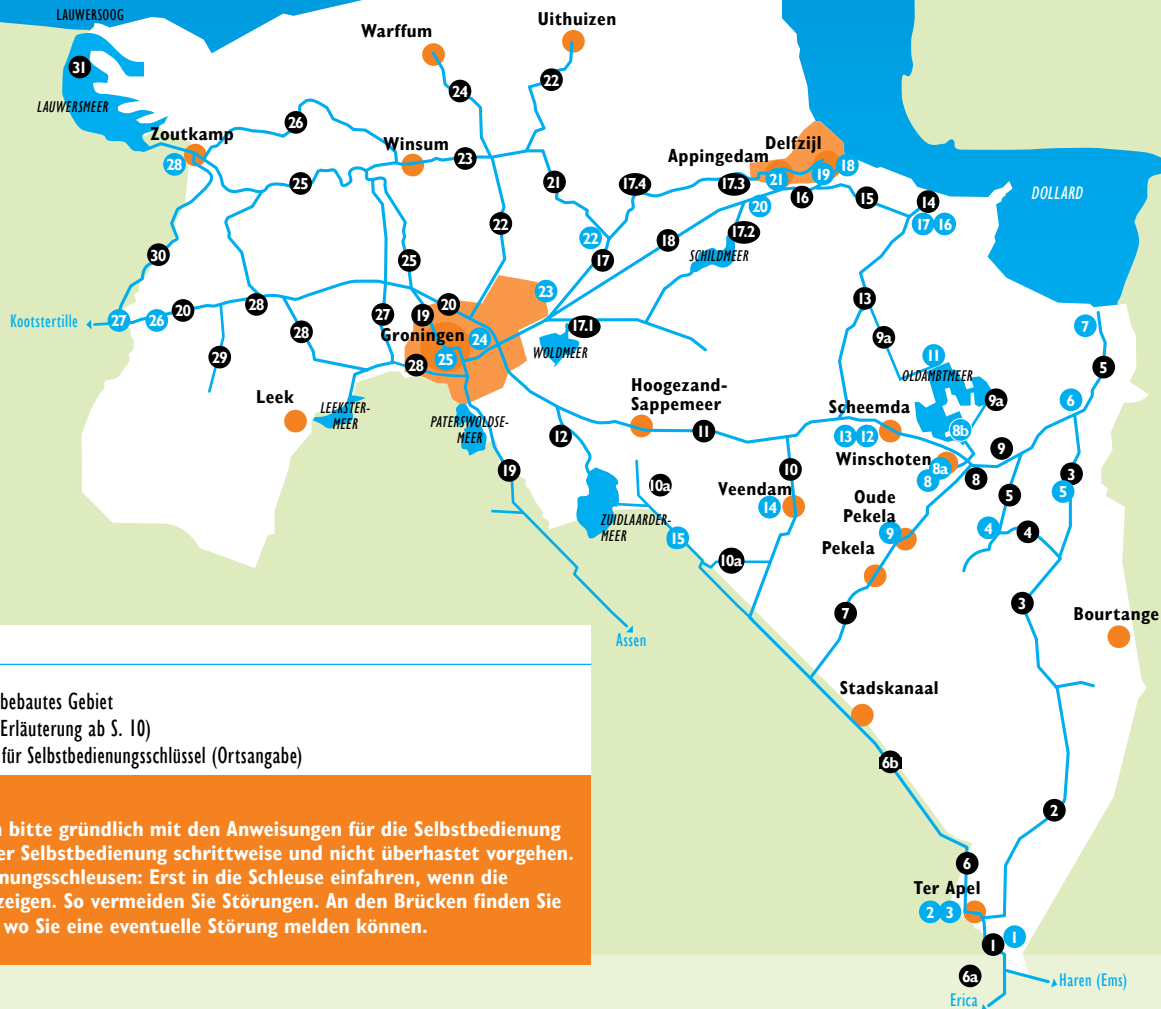 LAUWERSOOG
Uithuizen
Warffum
31
22
24
LAUWERSMEER
26
Zoutkamp
Winsum
Delfzijl
28
23
Appingedam
18
25
21
17.4
17.3
21
19
16
15
14
DOLLARD
20
17 16
22
22
17.2
18
30
25
17
SCHILDMEER
23
13
Kootstertille
27
26
20
28
27
19
20
17.1
7
28
Groningen
24
9a
WOLDMEER
11
29
25
OLDAMBTMEER
5
28
Hoogezand-
Sappemeer
Leek
LEEKSTER-
MEER
PATERSWOLDSE-
MEER
Scheemda
9a
6
12
11
13 12
8b
9
19
10
Winschoten
8a
8
8
3
10a
Veendam
14
5
5
Oude
Pekela
ZUIDLAARDER-
MEER
15
9
4
4
Pekela
10a
3
7
Bourtange
Assen
Stadskanaal
bebautes Gebiet
Erläuterung ab S. 10)
für Selbstbedienungsschlüssel (Ortsangabe)
6b
2
n bitte gründlich mit den Anweisungen für die Selbstbedienung
er Selbstbedienung schrittweise und nicht überhastet vorgehen.
nungsschleusen: Erst in die Schleuse einfahren, wenn die
zeigen. So vermeiden Sie Störungen. An den Brücken finden Sie
wo Sie eine eventuelle Störung melden können.
6
Ter Apel
2 3
1
1
6a
Haren (Ems)
Erica